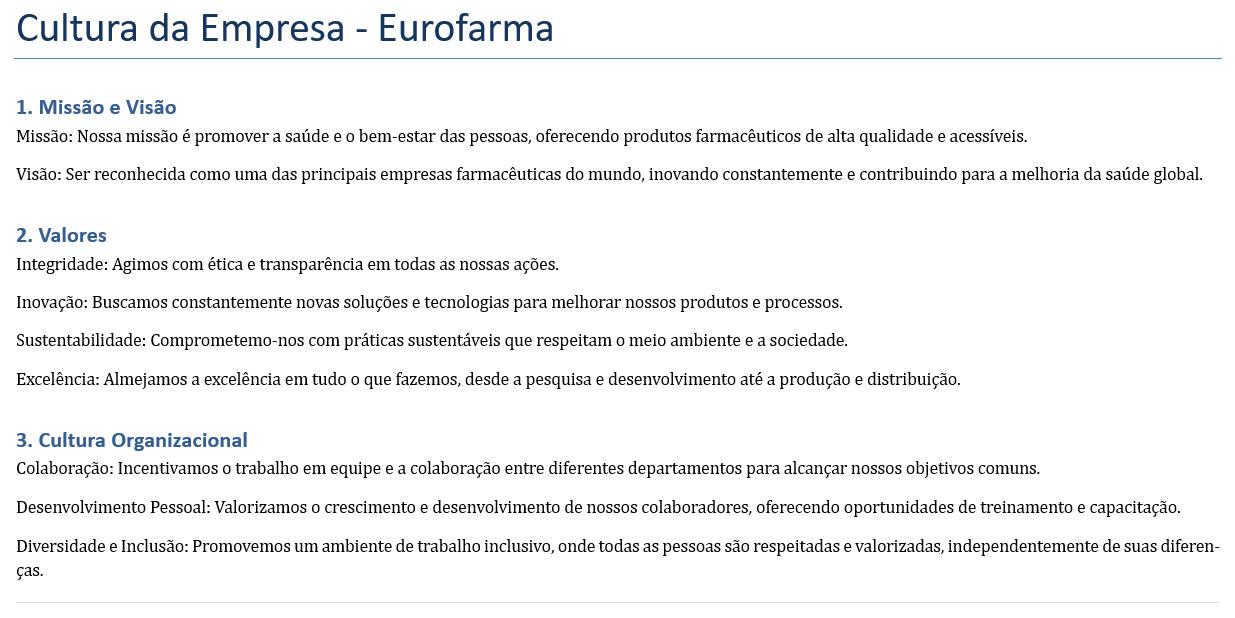 Cultura da Empresa - Eurofarma
1. Missão e Visão
Missão: Nossa missão é promover a saúde e o bem-estar das pessoas, oferecendo produtos farmacêuticos de alta qualidade e acessíveis.
Visão: Ser reconhecida como uma das principais empresas farmacêuticas do mundo, inovando constantemente e contribuindo para a melhoria da saúde global.
2. Valores
Integridade: Agimos com ética e transparência em todas as nossas ações.
Inovação: Buscamos constantemente novas soluções e tecnologias para melhorar nossos produtos e processos.
Sustentabilidade: Comprometemo-nos com práticas sustentáveis que respeitam o meio ambiente e a sociedade.
Excelência: Almejamos a excelência em tudo o que fazemos, desde a pesquisa e desenvolvimento até a produção e distribuição.
3. Cultura Organizacional
Colaboração: Incentivamos o trabalho em equipe e a colaboração entre diferentes departamentos para alcançar nossos objetivos comuns.
Desenvolvimento Pessoal: Valorizamos o crescimento e desenvolvimento de nossos colaboradores, oferecendo oportunidades de treinamento e capacitação.
Diversidade e Inclusão: Promovemos um ambiente de trabalho inclusivo, onde todas as pessoas são respeitadas e valorizadas, independentemente de suas diferen-
ças.